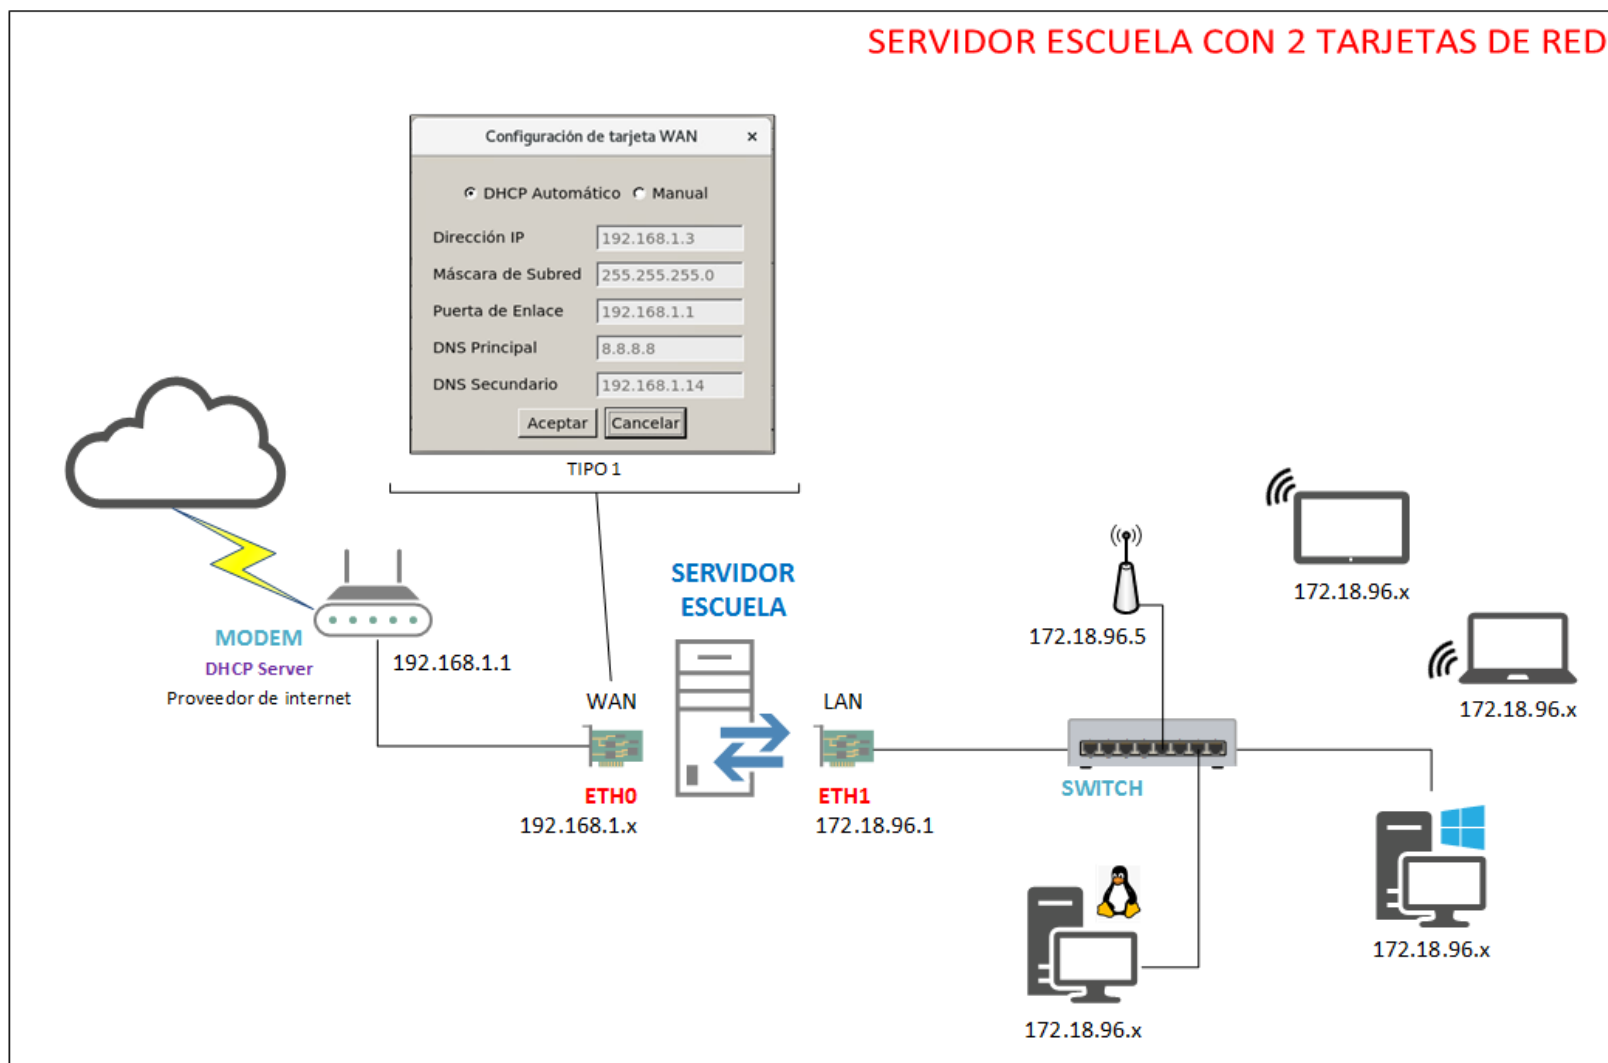 SERVIDOR ESCUELA CON 2 TARJETAS DE RED
Configuración de tarjeta WAN ×
DHCP Automático Manual
Dirección IP 192.168.1.3
Máscara de Subred 255.255.255.0
Puerta de Enlace 192.168.1.1
DNS Principal 8.8.8.8
DNS Secundario 192.168.1.14
Aceptar Cancelar
TIPO 1
MODEM
DHCP Server
Proveedor de internet
192.168.1.1
WAN
ETH0
192.168.1.x
SERVIDOR
ESCUELA
LAN
ETH1
172.18.96.1
172.18.96.5
SWITCH
172.18.96.x
172.18.96.x
172.18.96.x
172.18.96.x